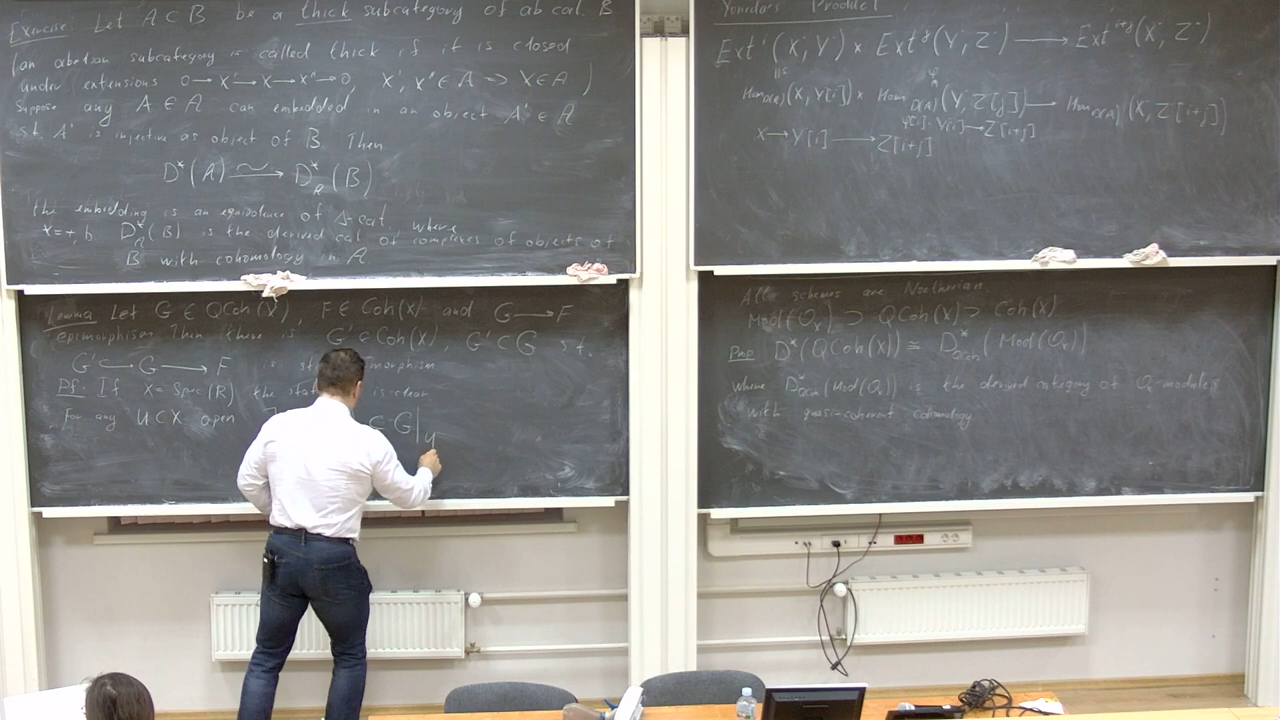 Exercise: Let A ⊂ B be a thick subcategory of ab cat. B
(an abelian subcategory is called thick if it is closed
under extensions 0→X'→X→X"→0, X', X" ∈ A ⇒ X ∈ A )
Suppose any A ∈ A can embedded in an object A' ∈ A
s.t. A' is injective as object of B. Then
D*(A) ⥲ D*_A(B)
the embedding is an equivalence of Δ-cat. where
*=+, b. D*_A(B) is the derived cat of complexes of objects of
B with cohomology in A
Lemma Let G ∈ QCoh(X), F ∈ Coh(X) and G → F
epimorphism Then there is G' ∈ Coh(X), G' ⊂ G s.t.
G' ↪ G → F is
Pf: If X = Spec(R) the is clear
For any U ⊂ X open ⊂ G|_U
Yoneda's Product
Ext^i(X, Y) × Ext^j(Y, Z) → Ext^{i+j}(X, Z)
Hom_{D(A)}(X, Y[i]) × Hom_{D(A)}(Y, Z[j]) → Hom_{D(A)}(X, Z[i+j])
φ[i]: Y[i] → Z[i+j]
X → Y[i] → Z[i+j]
All schemes are Noetherian.
Mod(O_X) ⊃ QCoh(X) ⊃ Coh(X)
Prop D*(QCoh(X)) ≅ D*_{QCoh}(Mod(O_X))
where D*_{QCoh}(Mod(O_X)) is the derived category of O_X-modules
with quasi-coherent cohomology